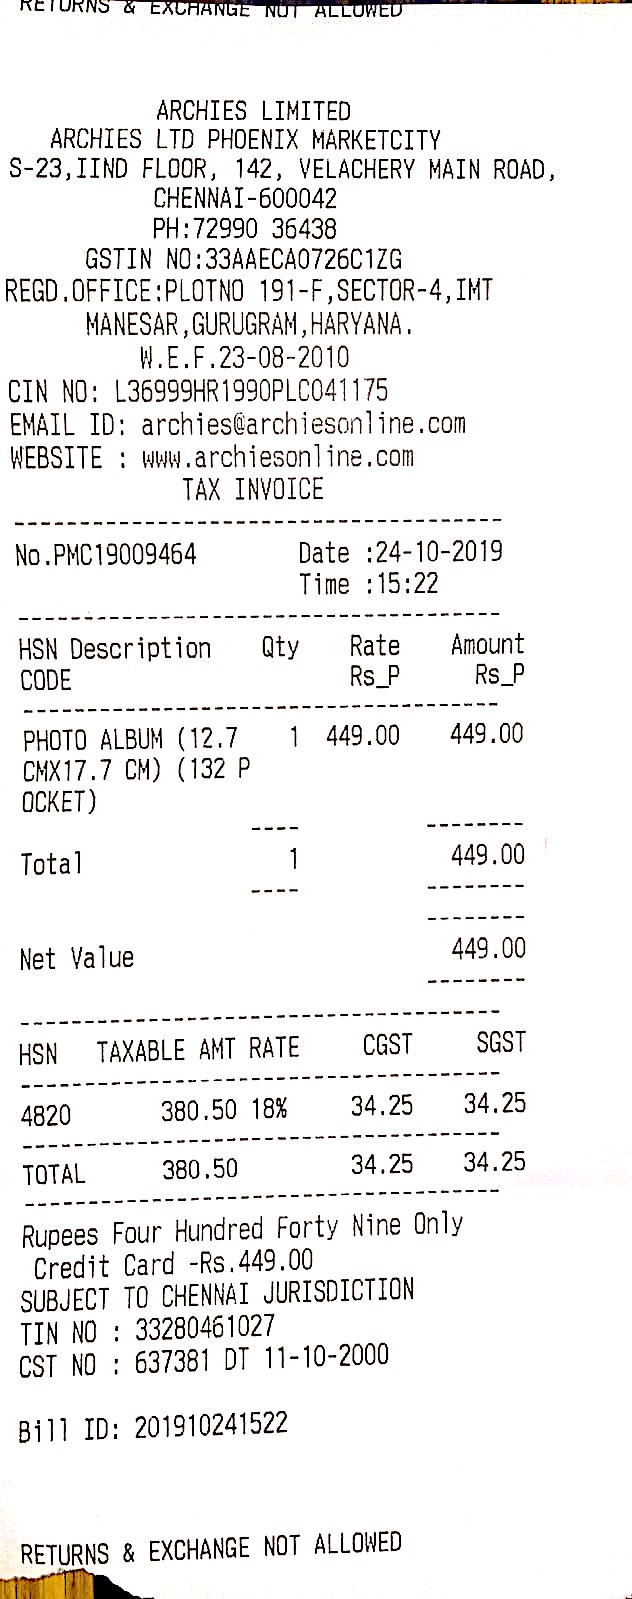 RETURNS & EXCHANGE NOT ALLOWED
ARCHIES LIMITED
ARCHIES LTD PHOENIX MARKETCITY
S-23,IIND FLOOR, 142, VELACHERY MAIN ROAD,
CHENNAI-600042
PH:72990 36438
GSTIN NO:33AAECA0726C1ZG
REGD.OFFICE:PLOTNO 191-F,SECTOR-4,IMT
MANESAR,GURUGRAM,HARYANA.
W.E.F.23-08-2010
CIN NO: L36999HR1990PLC041175
EMAIL ID: archies@archiesonline.com
WEBSITE : www.archiesonline.com
TAX INVOICE
--------------------------------------
No.PMC19009464 Date :24-10-2019
Time :15:22
--------------------------------------
HSN Description Qty Rate Amount
CODE Rs_P Rs_P
--------------------------------------
PHOTO ALBUM (12.7 1 449.00 449.00
CMX17.7 CM) (132 P
OCKET)
---- --------
Total 1 449.00
---- --------
--------
Net Value 449.00
--------
--------------------------------------
HSN TAXABLE AMT RATE CGST SGST
--------------------------------------
4820 380.50 18% 34.25 34.25
--------------------------------------
TOTAL 380.50 34.25 34.25
--------------------------------------
Rupees Four Hundred Forty Nine Only
Credit Card -Rs.449.00
SUBJECT TO CHENNAI JURISDICTION
TIN NO : 33280461027
CST NO : 637381 DT 11-10-2000
Bill ID: 201910241522
RETURNS & EXCHANGE NOT ALLOWED